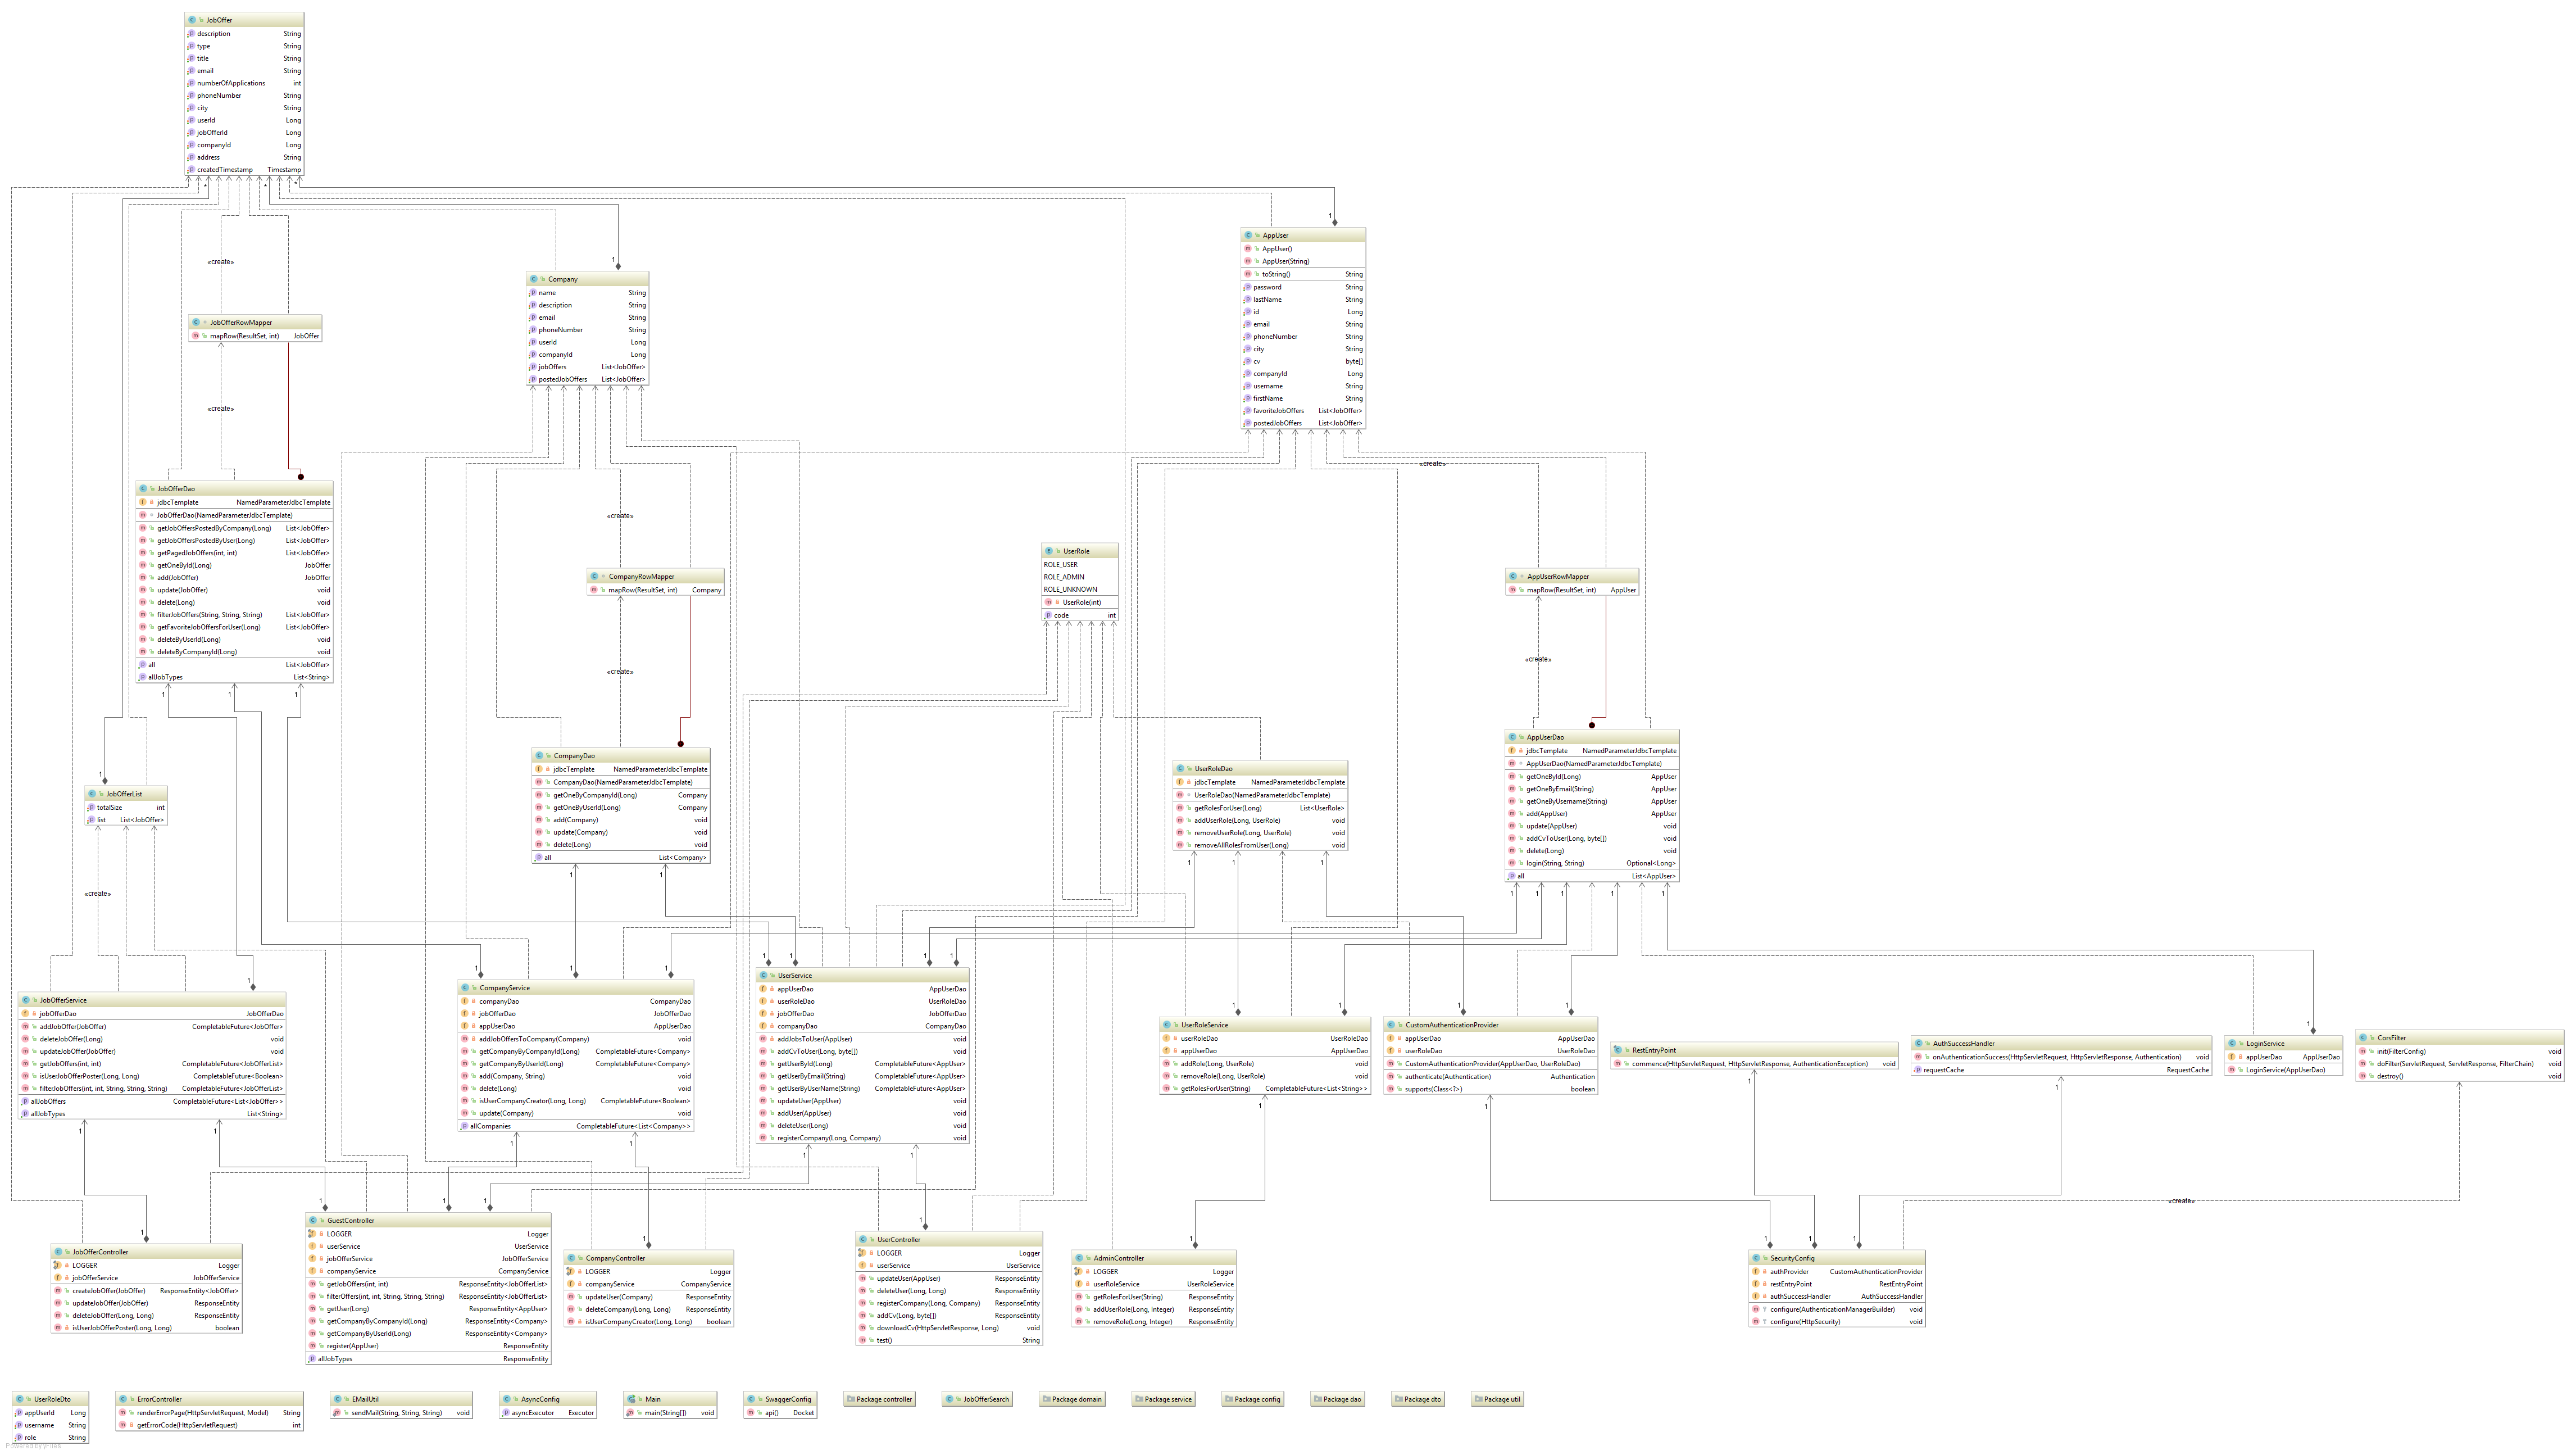 JobOffer
description String
type String
title String
email String
numberOfApplications int
phoneNumber String
city String
userId Long
jobOfferId Long
companyId Long
address String
createdTimestamp Timestamp
AppUser
AppUser()
AppUser(String)
toString() String
password String
lastName String
id Long
email String
phoneNumber String
city String
cv byte[]
companyId Long
username String
firstName String
favoriteJobOffers List<JobOffer>
postedJobOffers List<JobOffer>
Company
name String
description String
email String
phoneNumber String
userId Long
companyId Long
jobOffers List<JobOffer>
postedJobOffers List<JobOffer>
«create»
JobOfferRowMapper
mapRow(ResultSet, int) JobOffer
«create»
«create»
JobOfferDao
jdbcTemplate NamedParameterJdbcTemplate
JobOfferDao(NamedParameterJdbcTemplate)
getJobOffersPostedByCompany(Long) List<JobOffer>
getJobOffersPostedByUser(Long) List<JobOffer>
getPagedJobOffers(int, int) List<JobOffer>
getOneById(Long) JobOffer
add(JobOffer) JobOffer
update(JobOffer) void
delete(Long) void
filterJobOffers(String, String, String) List<JobOffer>
getFavoriteJobOffersForUser(Long) List<JobOffer>
deleteByUserId(Long) void
deleteByCompanyId(Long) void
all List<JobOffer>
allJobTypes List<String>
«create»
CompanyRowMapper
mapRow(ResultSet, int) Company
«create»
UserRole
ROLE_USER
ROLE_ADMIN
ROLE_UNKNOWN
UserRole(int)
code int
AppUserRowMapper
mapRow(ResultSet, int) AppUser
«create»
CompanyDao
jdbcTemplate NamedParameterJdbcTemplate
CompanyDao(NamedParameterJdbcTemplate)
getOneByCompanyId(Long) Company
getOneByUserId(Long) Company
add(Company) void
update(Company) void
delete(Long) void
all List<Company>
UserRoleDao
jdbcTemplate NamedParameterJdbcTemplate
UserRoleDao(NamedParameterJdbcTemplate)
getRolesForUser(Long) List<UserRole>
addUserRole(Long, UserRole) void
removeUserRole(Long, UserRole) void
removeAllRolesFromUser(Long) void
AppUserDao
jdbcTemplate NamedParameterJdbcTemplate
AppUserDao(NamedParameterJdbcTemplate)
getOneById(Long) AppUser
getOneByEmail(String) AppUser
getOneByUsername(String) AppUser
add(AppUser) AppUser
update(AppUser) void
addCvToUser(Long, byte[]) void
delete(Long) void
login(String, String) Optional<Long>
all List<AppUser>
JobOfferList
totalSize int
list List<JobOffer>
«create»
JobOfferService
jobOfferDao JobOfferDao
addJobOffer(JobOffer) CompletableFuture<JobOffer>
deleteJobOffer(Long) void
updateJobOffer(JobOffer) void
getJobOffers(int, int) CompletableFuture<JobOfferList>
isUserJobOfferPoster(Long, Long) CompletableFuture<Boolean>
filterJobOffers(int, int, String, String, String) CompletableFuture<JobOfferList>
allJobOffers CompletableFuture<List<JobOffer>>
allJobTypes List<String>
CompanyService
companyDao CompanyDao
jobOfferDao JobOfferDao
appUserDao AppUserDao
addJobOffersToCompany(Company) void
getCompanyByCompanyId(Long) CompletableFuture<Company>
getCompanyByUserId(Long) CompletableFuture<Company>
add(Company, String) void
delete(Long) void
isUserCompanyCreator(Long, Long) CompletableFuture<Boolean>
update(Company) void
allCompanies CompletableFuture<List<Company>>
UserService
appUserDao AppUserDao
userRoleDao UserRoleDao
jobOfferDao JobOfferDao
companyDao CompanyDao
addJobsToUser(AppUser) void
addCvToUser(Long, byte[]) void
getUserById(Long) CompletableFuture<AppUser>
getUserByEmail(String) CompletableFuture<AppUser>
getUserByUserName(String) CompletableFuture<AppUser>
updateUser(AppUser) void
addUser(AppUser) void
deleteUser(Long) void
registerCompany(Long, Company) void
UserRoleService
userRoleDao UserRoleDao
appUserDao AppUserDao
addRole(Long, UserRole) void
removeRole(Long, UserRole) void
getRolesForUser(String) CompletableFuture<List<String>>
CustomAuthenticationProvider
appUserDao AppUserDao
userRoleDao UserRoleDao
CustomAuthenticationProvider(AppUserDao, UserRoleDao)
authenticate(Authentication) Authentication
supports(Class<?>) boolean
RestEntryPoint
commence(HttpServletRequest, HttpServletResponse, AuthenticationException) void
AuthSuccessHandler
onAuthenticationSuccess(HttpServletRequest, HttpServletResponse, Authentication) void
requestCache RequestCache
LoginService
appUserDao AppUserDao
LoginService(AppUserDao)
CorsFilter
init(FilterConfig) void
doFilter(ServletRequest, ServletResponse, FilterChain) void
destroy() void
«create»
JobOfferController
LOGGER Logger
jobOfferService JobOfferService
createJobOffer(JobOffer) ResponseEntity<JobOffer>
updateJobOffer(JobOffer) ResponseEntity
deleteJobOffer(Long, Long) ResponseEntity
isUserJobOfferPoster(Long, Long) boolean
GuestController
LOGGER Logger
userService UserService
jobOfferService JobOfferService
companyService CompanyService
getJobOffers(int, int) ResponseEntity<JobOfferList>
filterOffers(int, int, String, String, String) ResponseEntity<JobOfferList>
getUser(Long) ResponseEntity<AppUser>
getCompanyByCompanyId(Long) ResponseEntity<Company>
getCompanyByUserId(Long) ResponseEntity<Company>
register(AppUser) ResponseEntity
allJobTypes ResponseEntity
CompanyController
LOGGER Logger
companyService CompanyService
updateUser(Company) ResponseEntity
deleteCompany(Long, Long) ResponseEntity
isUserCompanyCreator(Long, Long) boolean
UserController
LOGGER Logger
userService UserService
updateUser(AppUser) ResponseEntity
deleteUser(Long, Long) ResponseEntity
registerCompany(Long, Company) ResponseEntity
addCv(Long, byte[]) ResponseEntity
downloadCv(HttpServletResponse, Long) void
test() String
AdminController
LOGGER Logger
userRoleService UserRoleService
getRolesForUser(String) ResponseEntity
addUserRole(Long, Integer) ResponseEntity
removeRole(Long, Integer) ResponseEntity
SecurityConfig
authProvider CustomAuthenticationProvider
restEntryPoint RestEntryPoint
authSuccessHandler AuthSuccessHandler
configure(AuthenticationManagerBuilder) void
configure(HttpSecurity) void
UserRoleDto
appUserId Long
username String
role String
ErrorController
renderErrorPage(HttpServletRequest, Model) String
getErrorCode(HttpServletRequest) int
EMailUtil
sendMail(String, String, String) void
AsyncConfig
asyncExecutor Executor
Main
main(String[]) void
SwaggerConfig
api() Docket
Package controller
JobOfferSearch
Package domain
Package service
Package config
Package dao
Package dto
Package util
Powered by yFiles